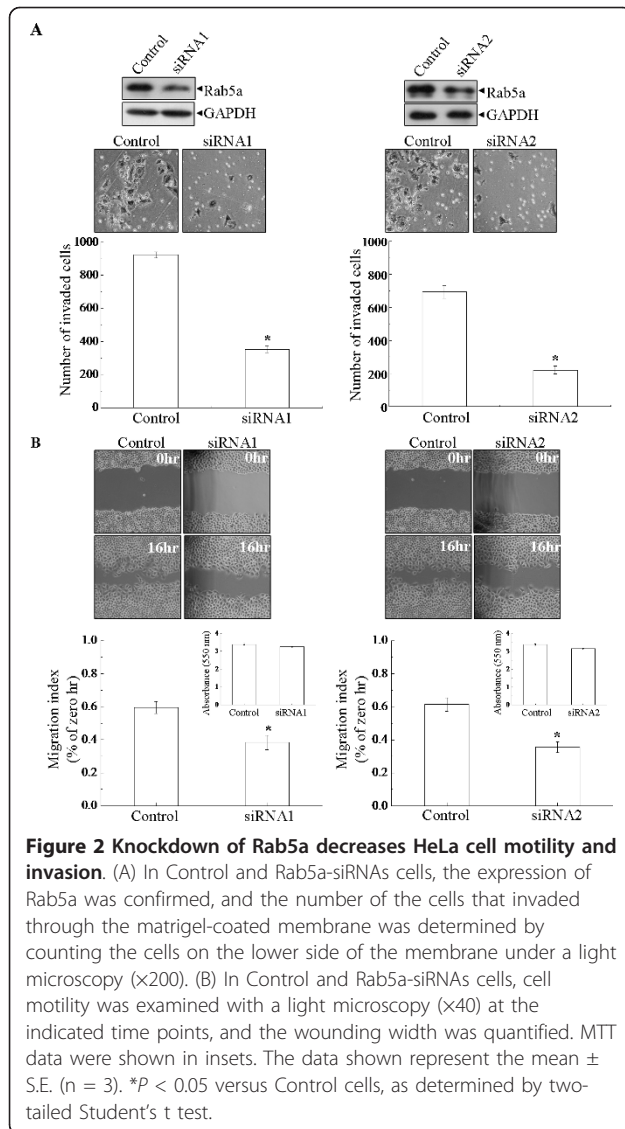 A
Control siRNA1
Rab5a
GAPDH
Control siRNA1
Number of invaded cells
1000
800
600
400
200
0
*
Control siRNA1
Control siRNA2
Rab5a
GAPDH
Control siRNA2
Number of invaded cells
1000
800
600
400
200
0
*
Control siRNA2
B
Control siRNA1
0hr 0hr
16hr 16hr
Migration index
(% of zero hr)
1.0
0.8
0.6
0.4
0.2
0.0
Absorbance (550 nm)
4
3
2
1
0
Control siRNA1
*
Control siRNA1
Control siRNA2
0hr 0hr
16hr 16hr
Migration index
(% of zero hr)
1.0
0.8
0.6
0.4
0.2
0.0
Absorbance (550 nm)
4
3
2
1
0
Control siRNA2
*
Control siRNA2
Figure 2 Knockdown of Rab5a decreases HeLa cell motility and
invasion. (A) In Control and Rab5a-siRNAs cells, the expression of
Rab5a was confirmed, and the number of the cells that invaded
through the matrigel-coated membrane was determined by
counting the cells on the lower side of the membrane under a light
microscopy (×200). (B) In Control and Rab5a-siRNAs cells, cell
motility was examined with a light microscopy (×40) at the
indicated time points, and the wounding width was quantified. MTT
data were shown in insets. The data shown represent the mean ±
S.E. (n = 3). *P < 0.05 versus Control cells, as determined by two-
tailed Student's t test.